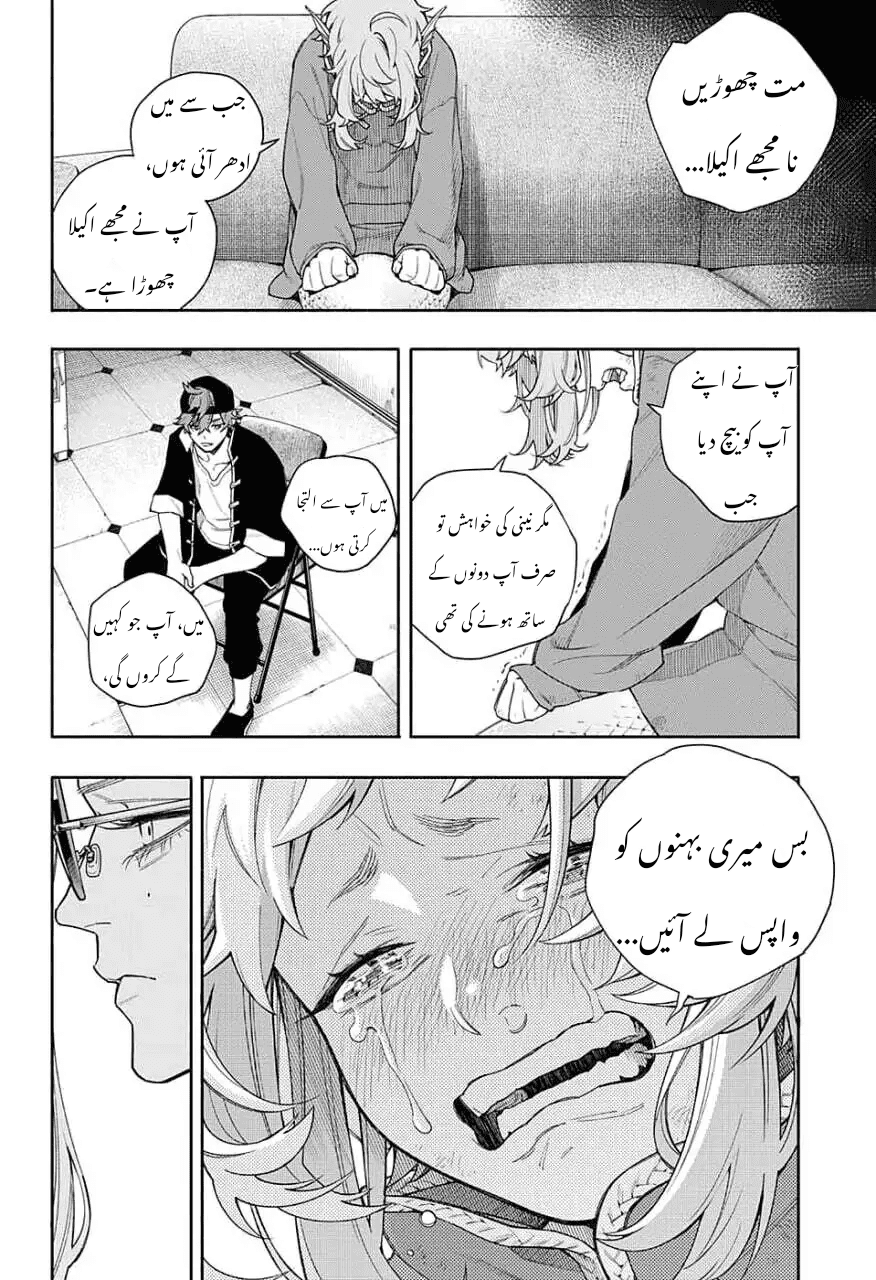 مت چھوڑیں
نا مجھے اکیلا...
جب سے میں
ادھر آئی ہوں،
آپ نے مجھے اکیلا
چھوڑا ہے۔
آپ نے اپنے
آپ کو بیچ دیا
جب
مگر نینی کی خواہش تو
صرف آپ دونوں کے
ساتھ ہونے کی تھی
میں آپ سے التجا
کرتی ہوں...
میں، آپ جو کہیں
گے کروں گی،
بس میری بہنوں کو
واپس لے آئیں...